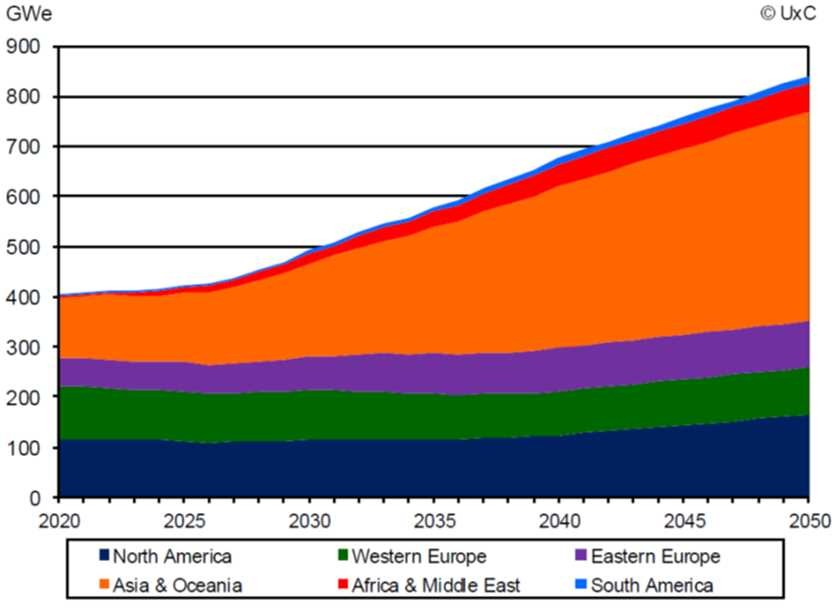 GWe © UxC
900
800
700
600
500
400
300
200
100
0
2020 2025 2030 2035 2040 2045 2050
North America Western Europe Eastern Europe
Asia & Oceania Africa & Middle East South America